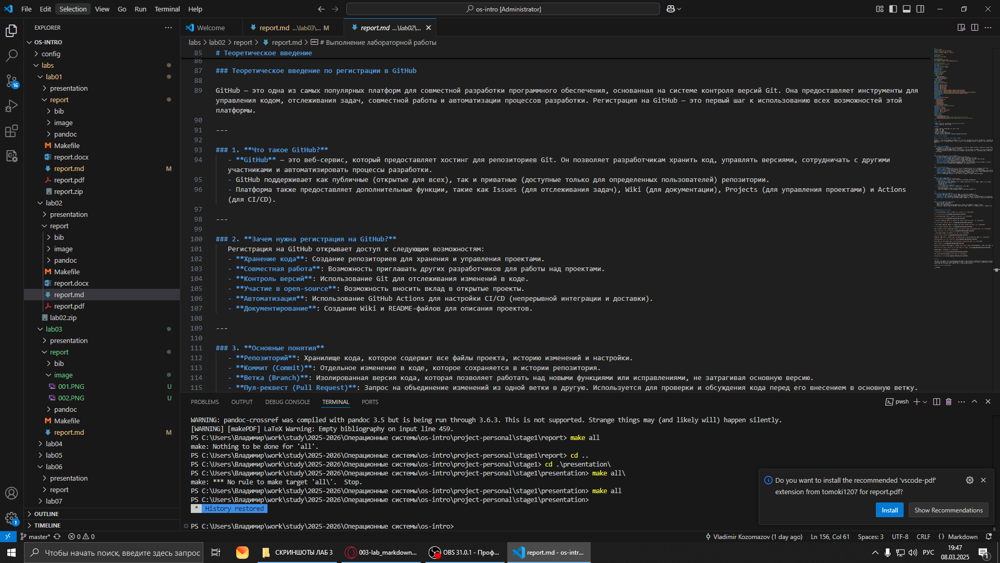 File Edit Selection View Go Run Terminal Help
os-intro [Administrator]
EXPLORER
Welcome
report.md ...\lab03\... M
report.md ...\lab02\...
labs > lab02 > report > report.md > # Выполнение лабораторной работы
OS-INTRO
config
labs
lab01
presentation
report
bib
image
pandoc
Makefile
report.docx
report.md M
report.pdf
report.zip
lab02
presentation
report
bib
image
pandoc
Makefile
report.docx
report.md
report.pdf
lab02.zip
lab03
presentation
report
bib
image
001.PNG U
002.PNG U
pandoc
Makefile
report.md M
lab04
lab05
lab06
presentation
report
lab07
OUTLINE
TIMELINE
16
1
85 # Теоретическое введение
86
87 ### Теоретическое введение по регистрации в GitHub
88
89 GitHub — это одна из самых популярных платформ для совместной разработки программного обеспечения, основанная на системе контроля версий Git. Она предоставляет инструменты для
управления кодом, отслеживания задач, совместной работы и автоматизации процессов разработки. Регистрация на GitHub — это первый шаг к использованию всех возможностей этой
платформы.
90
91 ---
92
93 ### 1. **Что такое GitHub?**
94 - **GitHub** — это веб-сервис, который предоставляет хостинг для репозиториев Git. Он позволяет разработчикам хранить код, управлять версиями, сотрудничать с другими
участниками и автоматизировать процессы разработки.
95 - GitHub поддерживает как публичные (открытые для всех), так и приватные (доступные только для определенных пользователей) репозитории.
96 - Платформа также предоставляет дополнительные функции, такие как Issues (для отслеживания задач), Wiki (для документации), Projects (для управления проектами) и Actions
(для CI/CD).
97
98 ---
99
100 ### 2. **Зачем нужна регистрация на GitHub?**
101 Регистрация на GitHub открывает доступ к следующим возможностям:
102 - **Хранение кода**: Создание репозиториев для хранения и управления проектами.
103 - **Совместная работа**: Возможность приглашать других разработчиков для работы над проектами.
104 - **Контроль версий**: Использование Git для отслеживания изменений в коде.
105 - **Участие в open-source**: Возможность вносить вклад в открытые проекты.
106 - **Автоматизация**: Использование GitHub Actions для настройки CI/CD (непрерывной интеграции и доставки).
107 - **Документирование**: Создание Wiki и README-файлов для описания проектов.
108
109 ---
110
111 ### 3. **Основные понятия**
112 - **Репозиторий**: Хранилище кода, которое содержит все файлы проекта, историю изменений и настройки.
113 - **Коммит (Commit)**: Отдельное изменение в коде, которое сохраняется в истории репозитория.
114 - **Ветка (Branch)**: Изолированная версия кода, которая позволяет работать над новыми функциями или исправлениями, не затрагивая основную версию.
115 - **Пул-реквест (Pull Request)**: Запрос на объединение изменений из одной ветки в другую. Используется для проверки и обсуждения кода перед его внесением в основную ветку.
PROBLEMS OUTPUT DEBUG CONSOLE TERMINAL PORTS
pwsh
WARNING: pandoc-crossref was compiled with pandoc 3.5 but is being run through 3.6.3. This is not supported. Strange things may (and likely will) happen silently.
[WARNING] [makePDF] LaTeX Warning: Empty bibliography on input line 459.
PS C:\Users\Владимир\work\study\2025-2026\Операционные системы\os-intro\project-personal\stage1\report> make all
make: Nothing to be done for 'all'.
PS C:\Users\Владимир\work\study\2025-2026\Операционные системы\os-intro\project-personal\stage1\report> cd ..
PS C:\Users\Владимир\work\study\2025-2026\Операционные системы\os-intro\project-personal\stage1> cd .\presentation\
PS C:\Users\Владимир\work\study\2025-2026\Операционные системы\os-intro\project-personal\stage1\presentation> make all\
make: *** No rule to make target 'all\'.  Stop.
PS C:\Users\Владимир\work\study\2025-2026\Операционные системы\os-intro\project-personal\stage1\presentation> make all
PS C:\Users\Владимир\work\study\2025-2026\Операционные системы\os-intro\project-personal\stage1\presentation>
* History restored
PS C:\Users\Владимир\work\study\2025-2026\Операционные системы\os-intro>
Do you want to install the recommended 'vscode-pdf'
extension from tomoki1207 for report.pdf?
Install
Show Recommendations
master* 0 0
Vladimir Kozomazov (1 day ago) Ln 156, Col 61 Spaces: 3 UTF-8 CRLF {} Markdown
Чтобы начать поиск, введите здесь запрос
СКРИНШОТЫ ЛАБ 3
003-lab_markdown...
OBS 31.0.1 - Проф...
report.md - os-intr...
РУС
19:47
08.03.2025
1